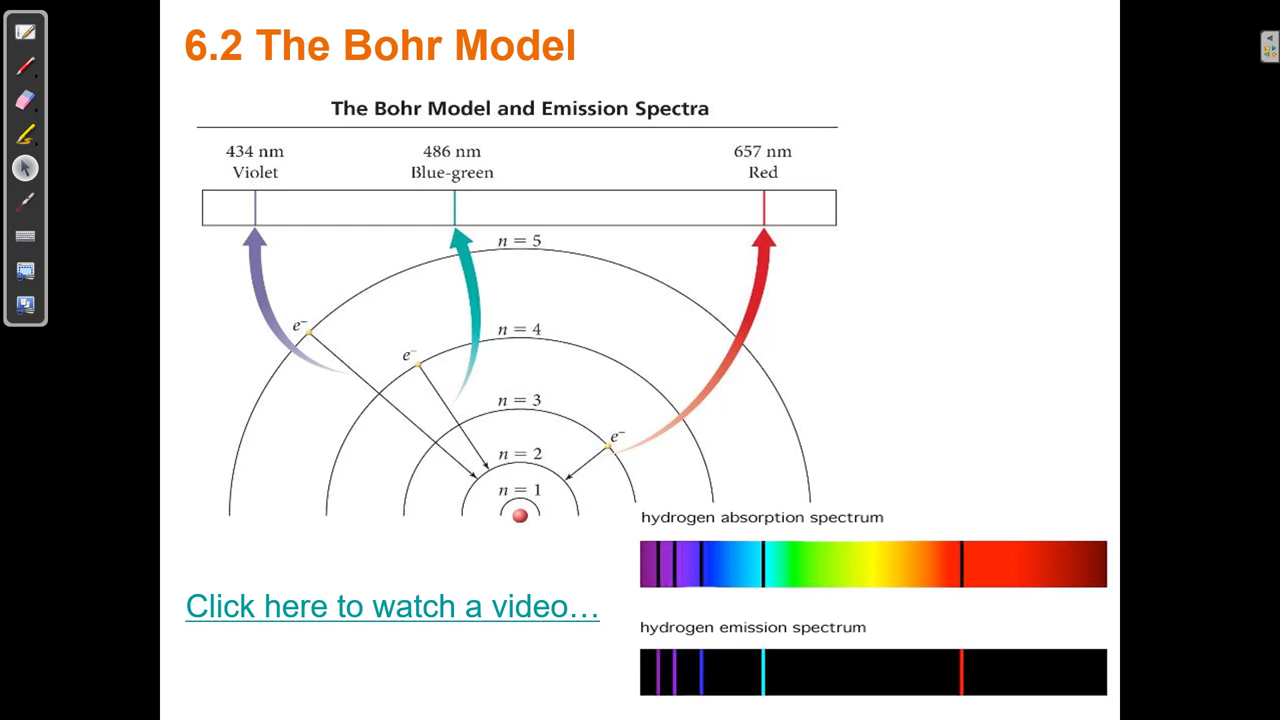 6.2 The Bohr Model
The Bohr Model and Emission Spectra
434 nm
Violet
486 nm
Blue-green
657 nm
Red
n = 5
e⁻
n = 4
e⁻
n = 3
e⁻
n = 2
n = 1
hydrogen absorption spectrum
Click here to watch a video…
hydrogen emission spectrum